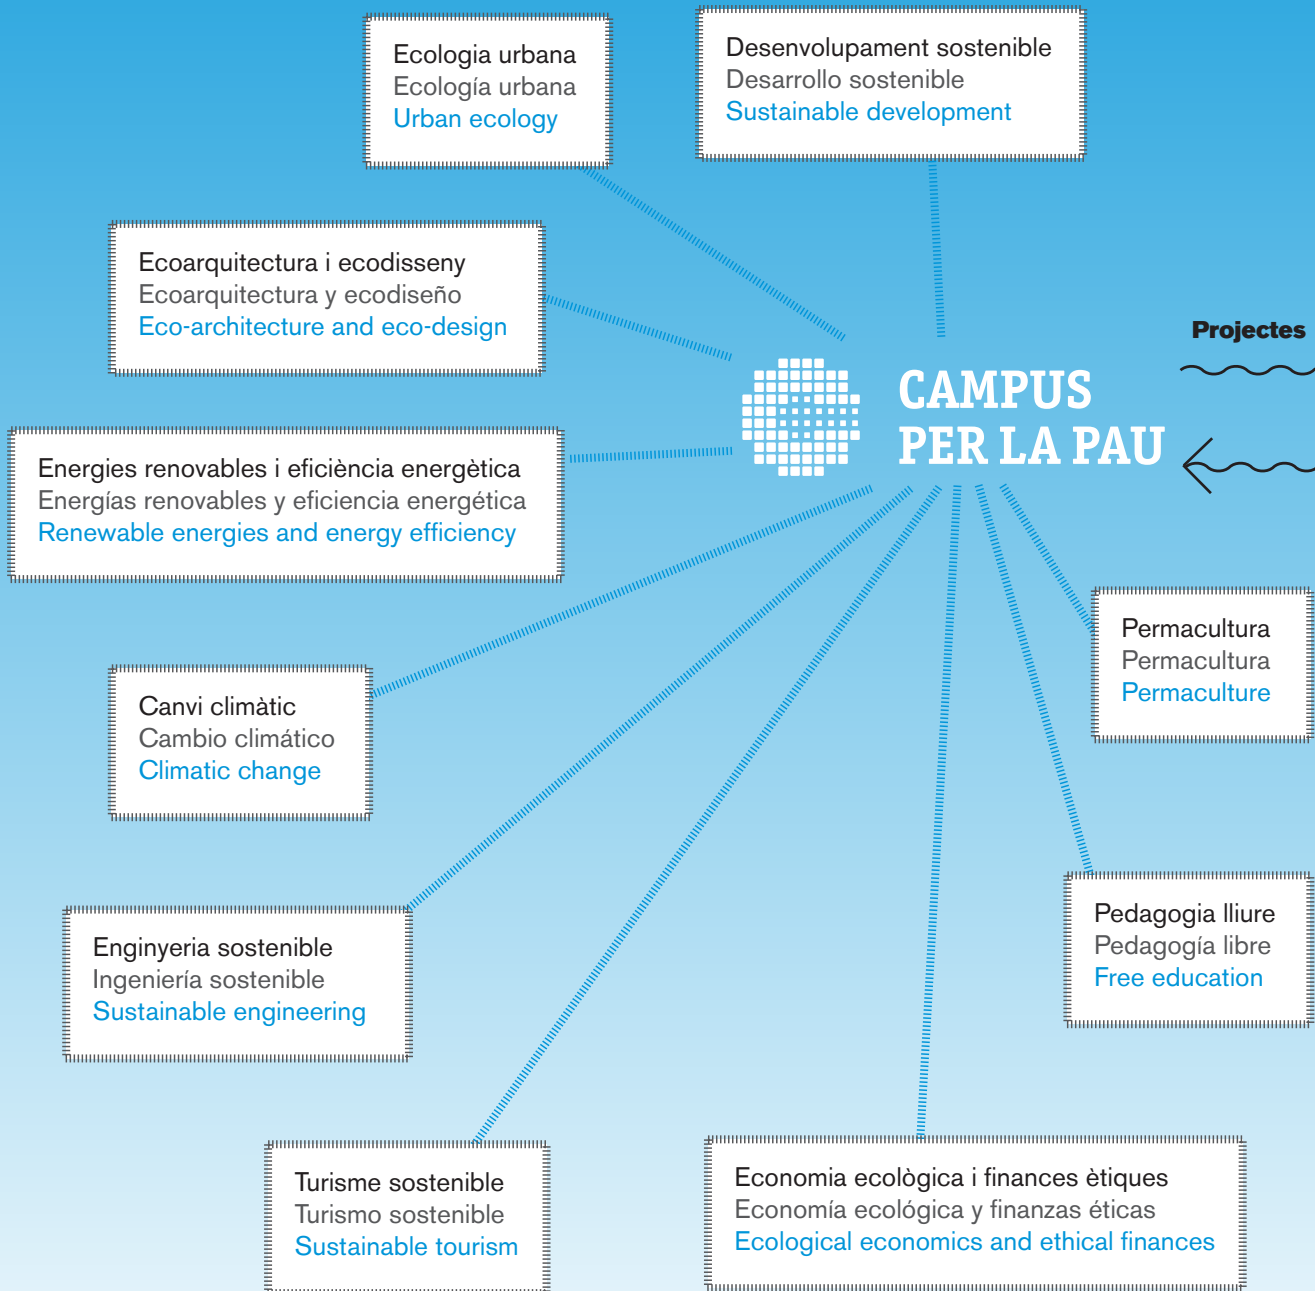 Ecologia urbana
Ecología urbana
Urban ecology
Desenvolupament sostenible
Desarrollo sostenible
Sustainable development
Ecoarquitectura i ecodisseny
Ecoarquitectura y ecodiseño
Eco-architecture and eco-design
Projectes
CAMPUS
PER LA PAU
Energies renovables i eficiència energètica
Energías renovables y eficiencia energética
Renewable energies and energy efficiency
Permacultura
Permacultura
Permaculture
Canvi climàtic
Cambio climático
Climatic change
Pedagogia lliure
Pedagogía libre
Free education
Enginyeria sostenible
Ingeniería sostenible
Sustainable engineering
Turisme sostenible
Turismo sostenible
Sustainable tourism
Economia ecològica i finances ètiques
Economía ecológica y finanzas éticas
Ecological economics and ethical finances